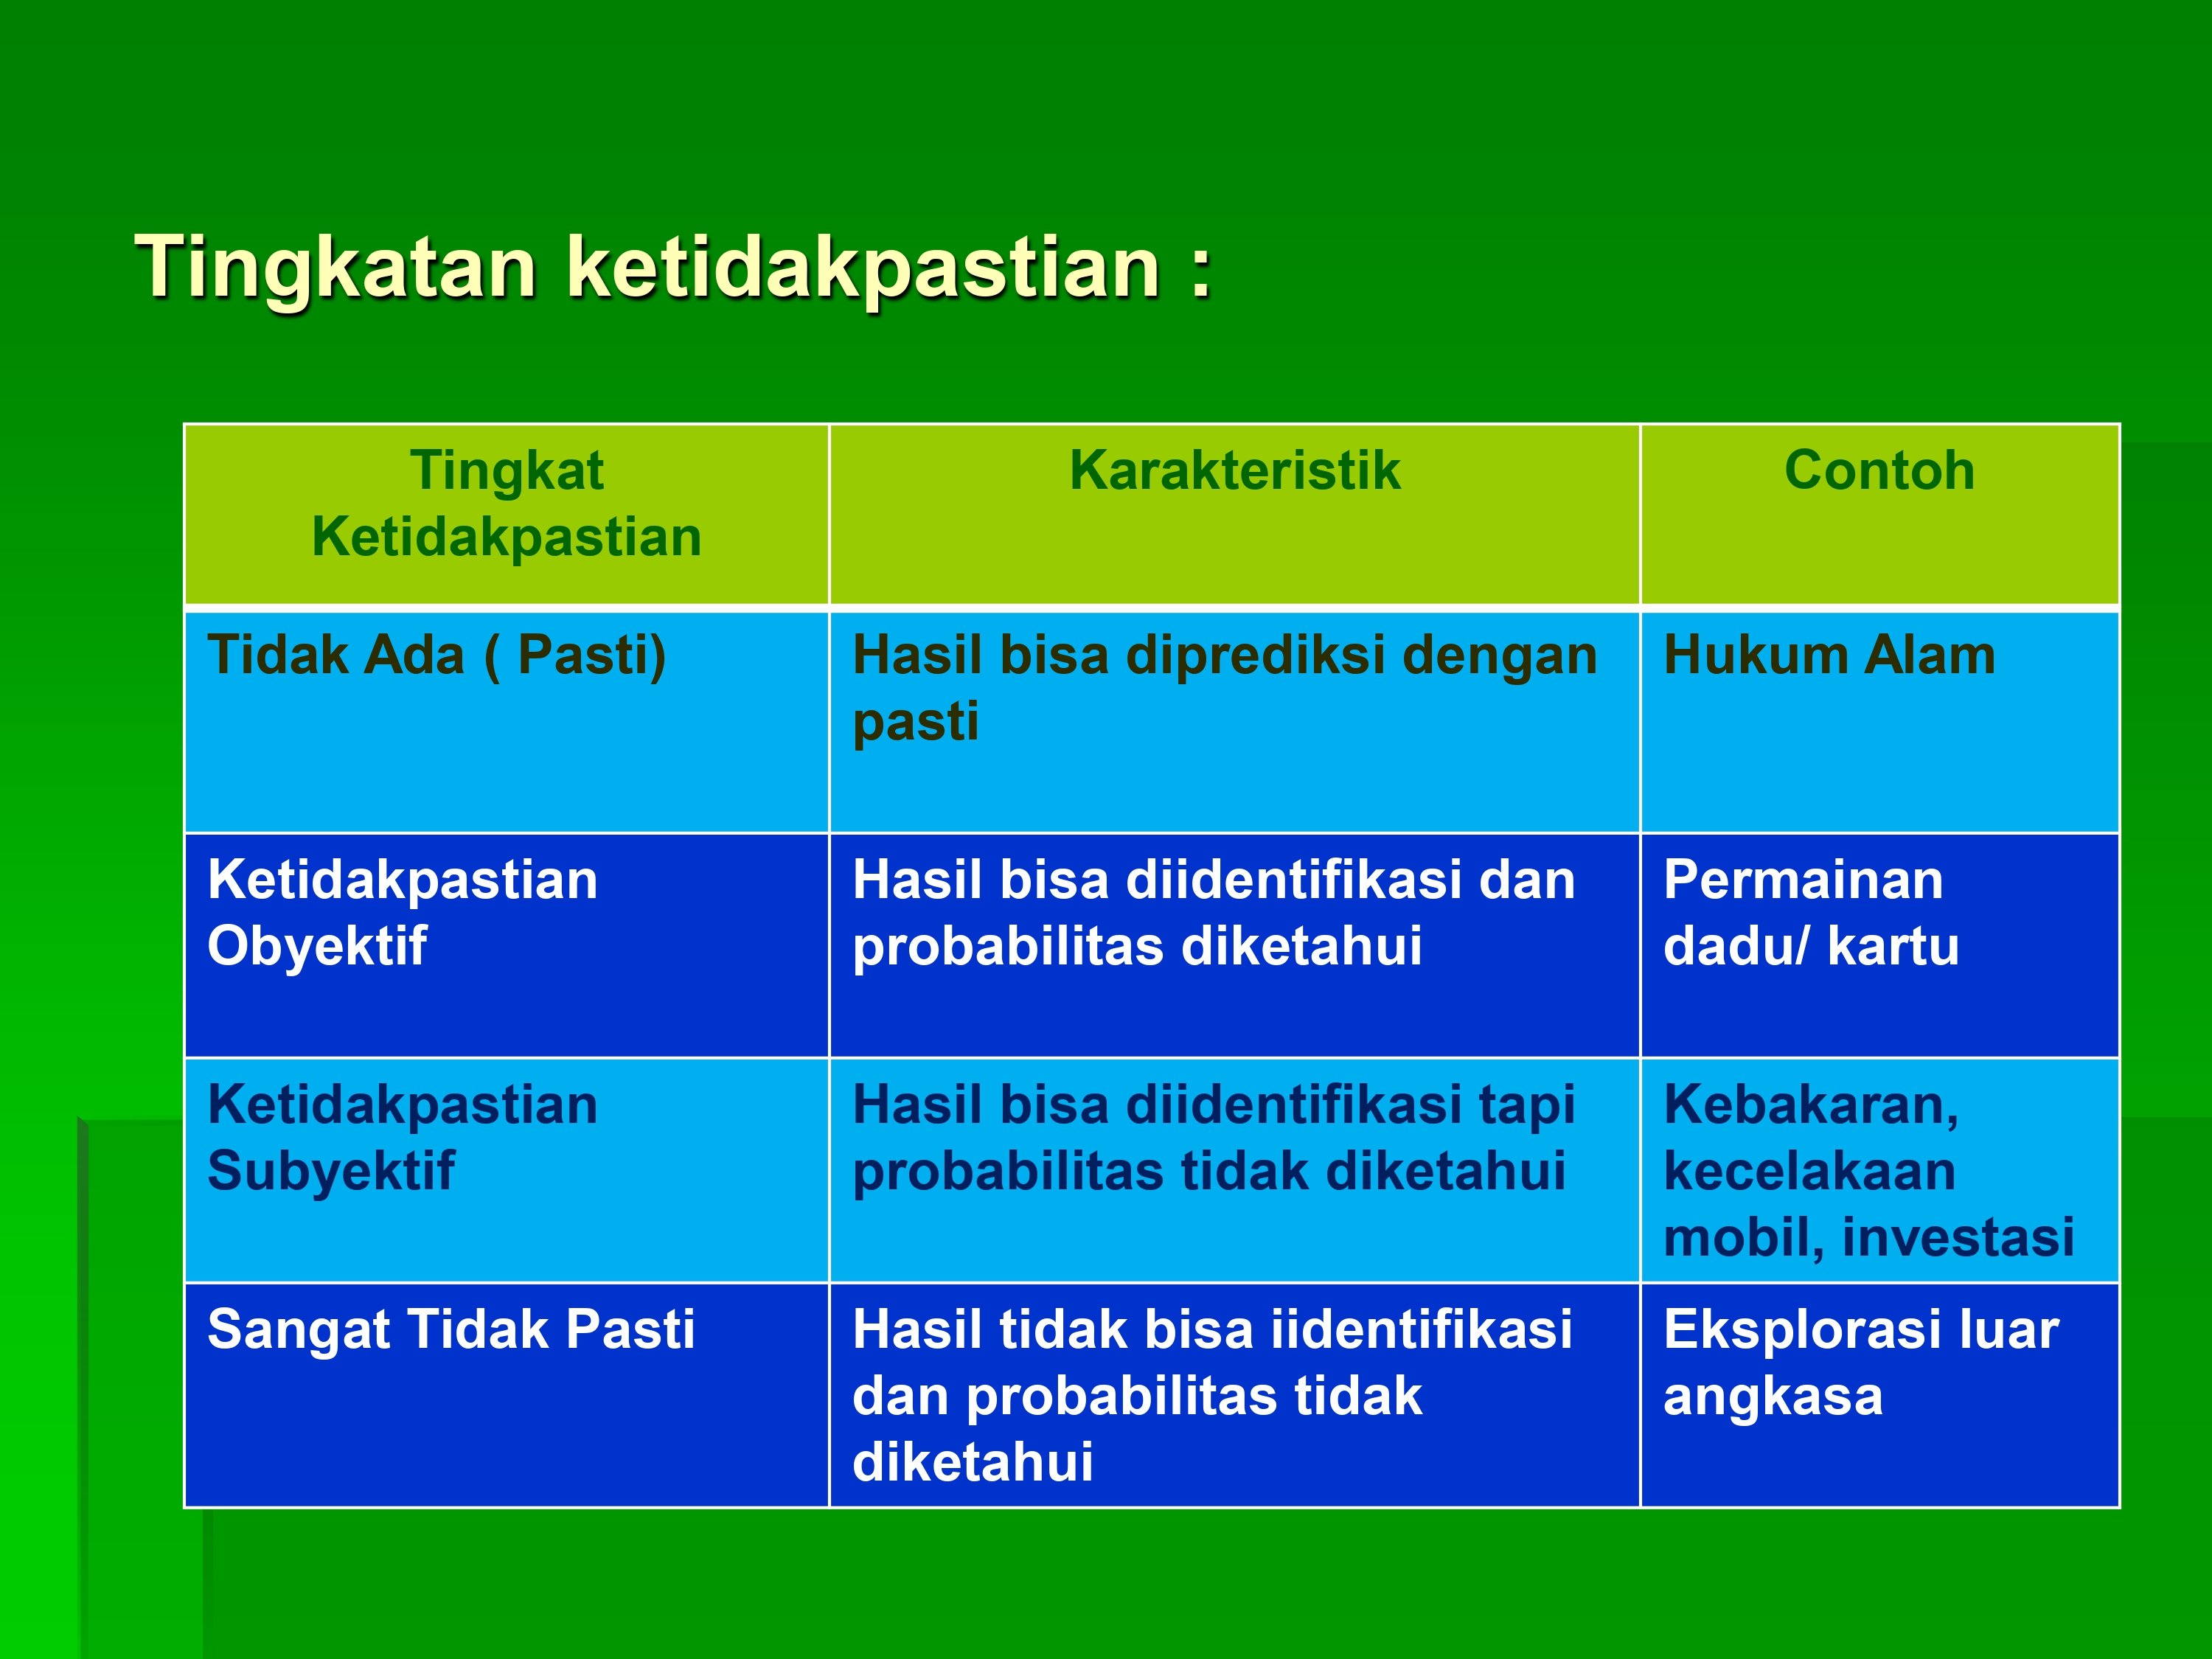 Tingkatan ketidakpastian :
Tingkat
Ketidakpastian
Karakteristik
Contoh
Tidak Ada ( Pasti)
Hasil bisa diprediksi dengan
pasti
Hukum Alam
Ketidakpastian
Obyektif
Hasil bisa diidentifikasi dan
probabilitas diketahui
Permainan
dadu/ kartu
Ketidakpastian
Subyektif
Hasil bisa diidentifikasi tapi
probabilitas tidak diketahui
Kebakaran,
kecelakaan
mobil, investasi
Sangat Tidak Pasti
Hasil tidak bisa iidentifikasi
dan probabilitas tidak
diketahui
Eksplorasi luar
angkasa